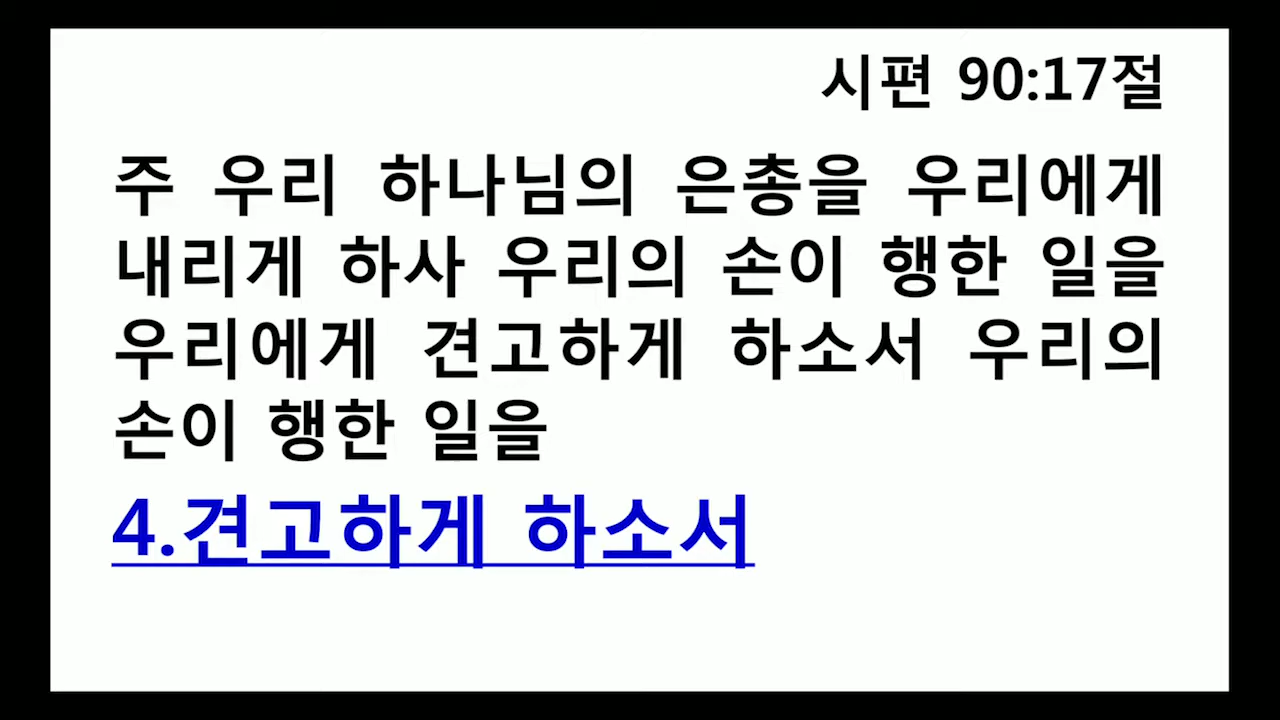 시편 90:17절
주 우리 하나님의 은총을 우리에게
내리게 하사 우리의 손이 행한 일을
우리에게 견고하게 하소서 우리의
손이 행한 일을
4.견고하게 하소서